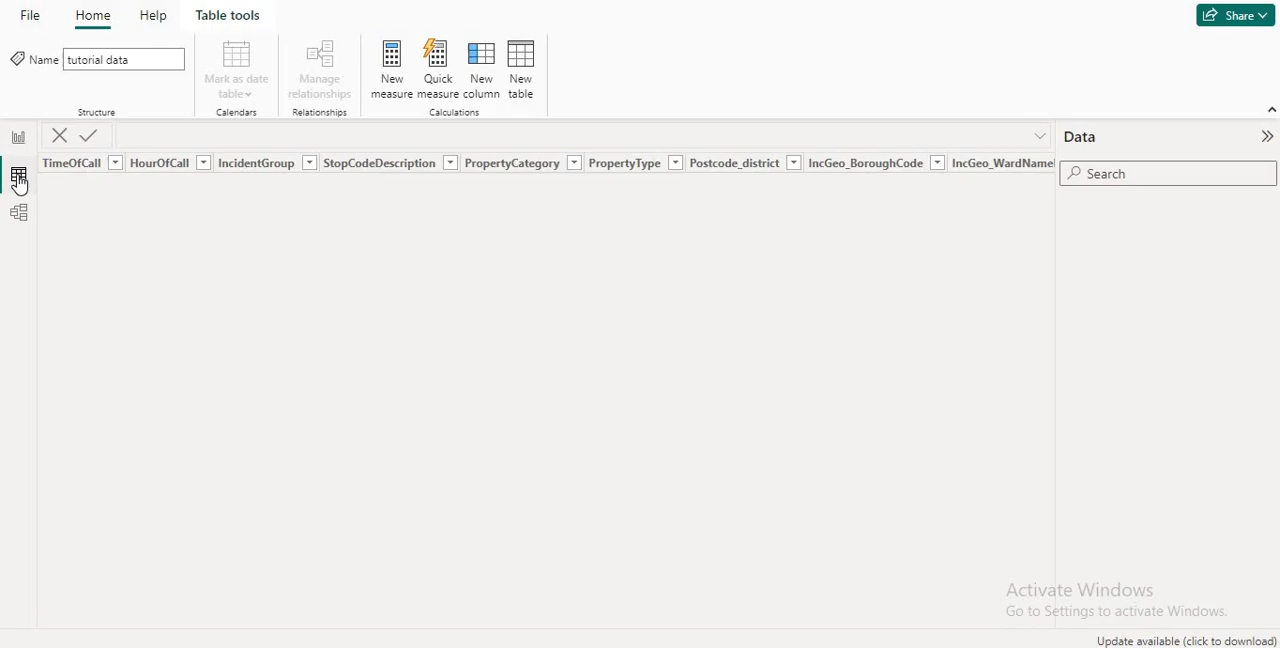 File Home Help Table tools Share
Name tutorial data
Mark as date table
Manage relationships
New measure
Quick measure
New column
New table
Structure Calendars Relationships Calculations
Data
TimeOfCall HourOfCall IncidentGroup StopCodeDescription PropertyCategory PropertyType Postcode_district IncGeo_BoroughCode IncGeo_WardName
Search
Activate Windows
Go to Settings to activate Windows.
Update available (click to download)